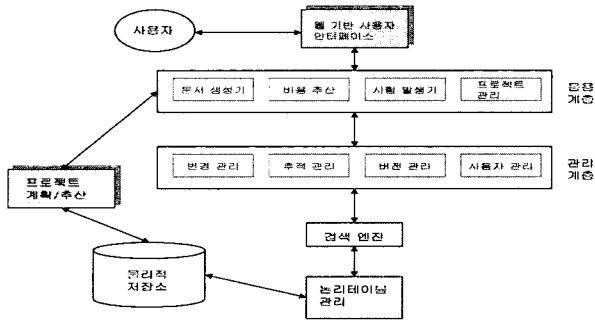 사용자
웹 기반 사용자
인터페이스
문서 생성기
비용 추산
시험 발생기
프로젝트
관리
응용
계층
변경 관리
추적 관리
버전 관리
사용자 관리
관리
계층
프로젝트
계획/추산
검색 엔진
물리적
저장소
논리테이블
관리